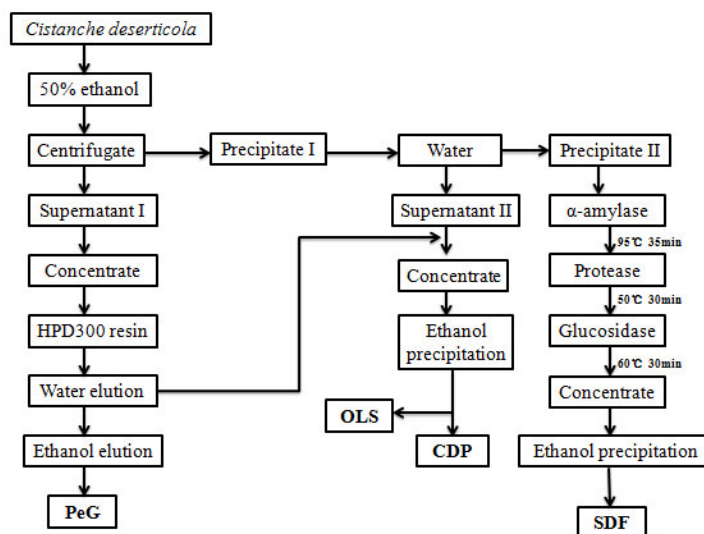 Cistanche deserticola
50% ethanol
Centrifugate
Precipitate I
Water
Precipitate II
Supernatant I
Supernatant II
α-amylase
95℃ 35min
Concentrate
Concentrate
Protease
50℃ 30min
HPD300 resin
Ethanol
precipitation
Glucosidase
60℃ 30min
Water elution
Concentrate
OLS
Ethanol elution
CDP
Ethanol precipitation
PeG
SDF